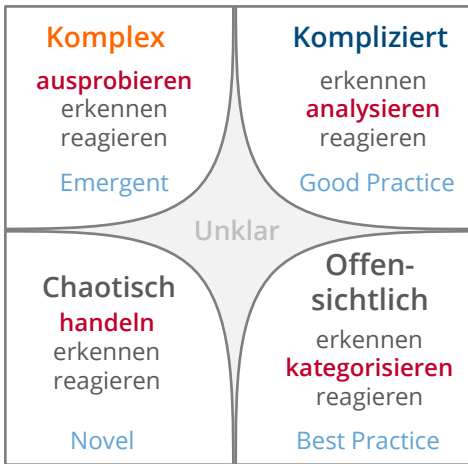 Komplex
ausprobieren
erkennen
reagieren
Emergent
Kompliziert
erkennen
analysieren
reagieren
Good Practice
Unklar
Chaotisch
handeln
erkennen
reagieren
Novel
Offen-
sichtlich
erkennen
kategorisieren
reagieren
Best Practice